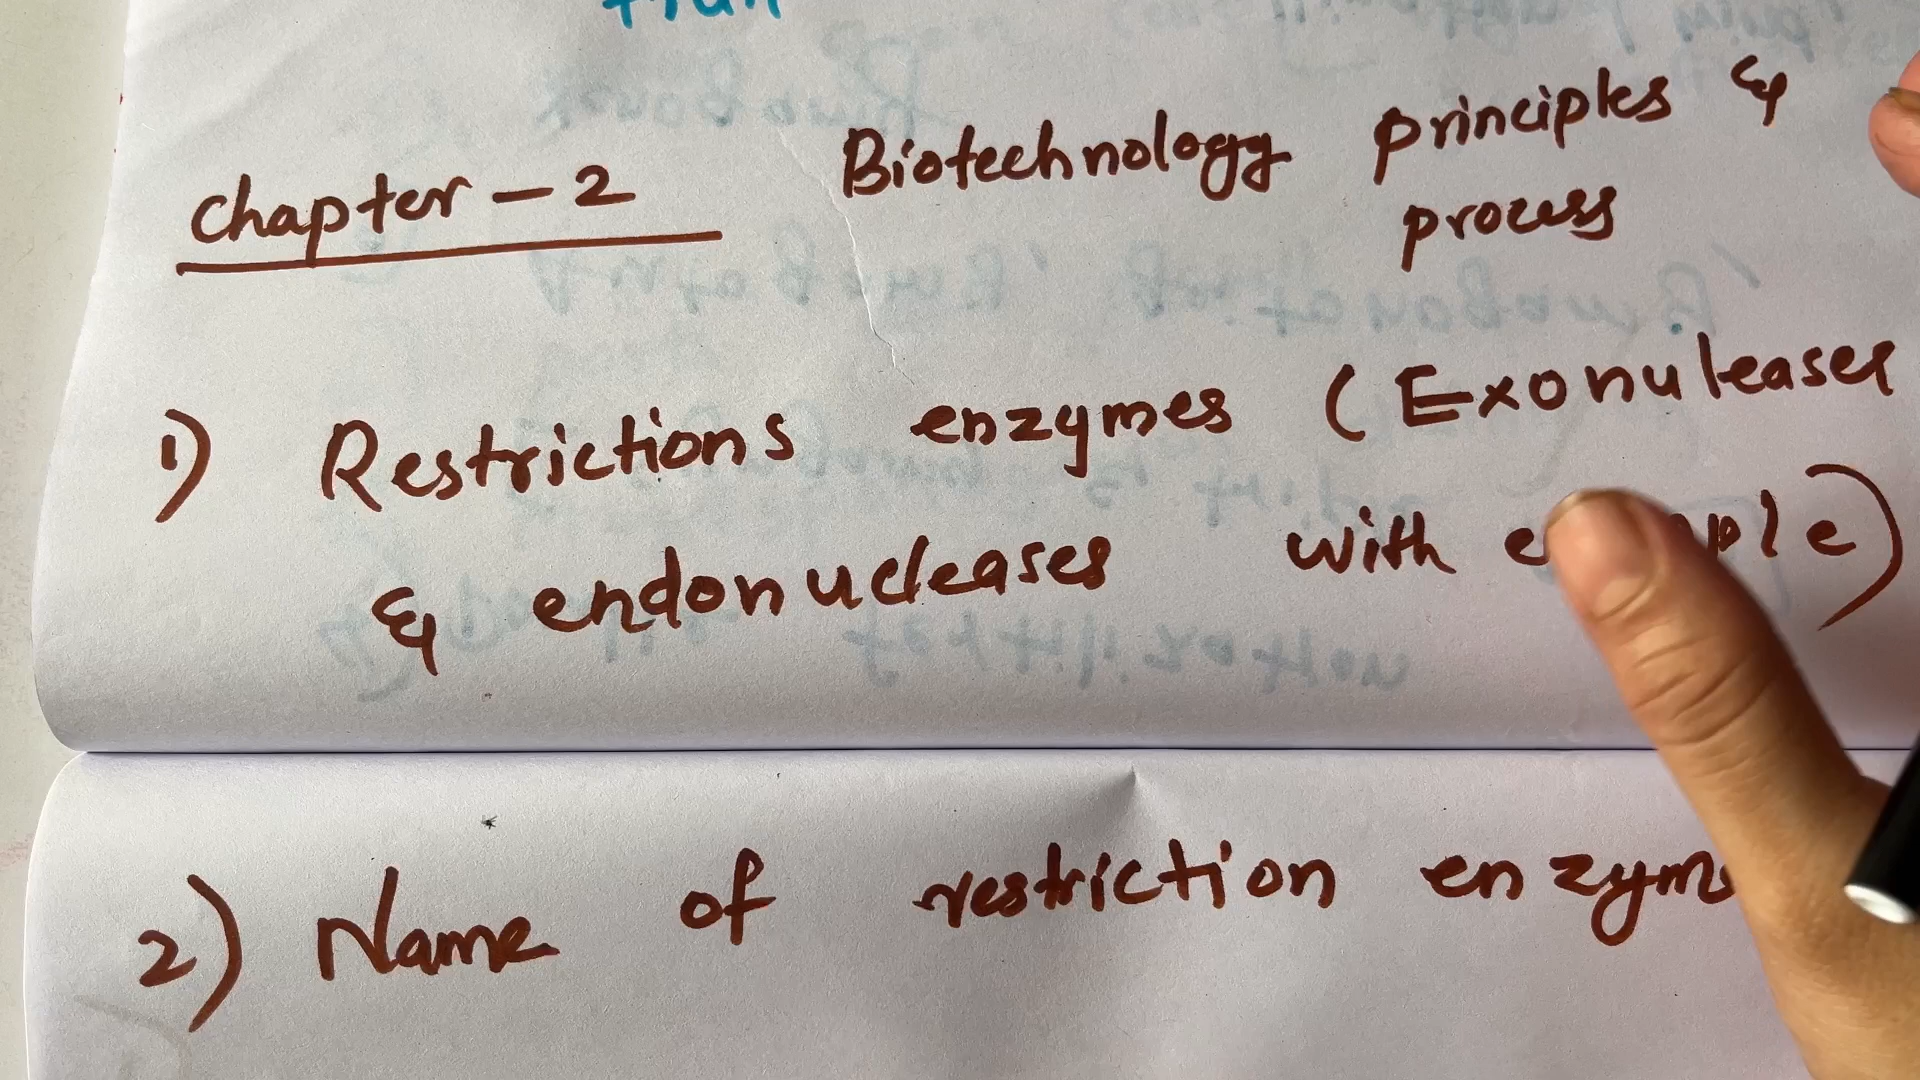 chapter - 2 Biotechnology principles &
process
1) Restrictions enzymes (Exonuleases
& endonucleases with
2) Name of restriction